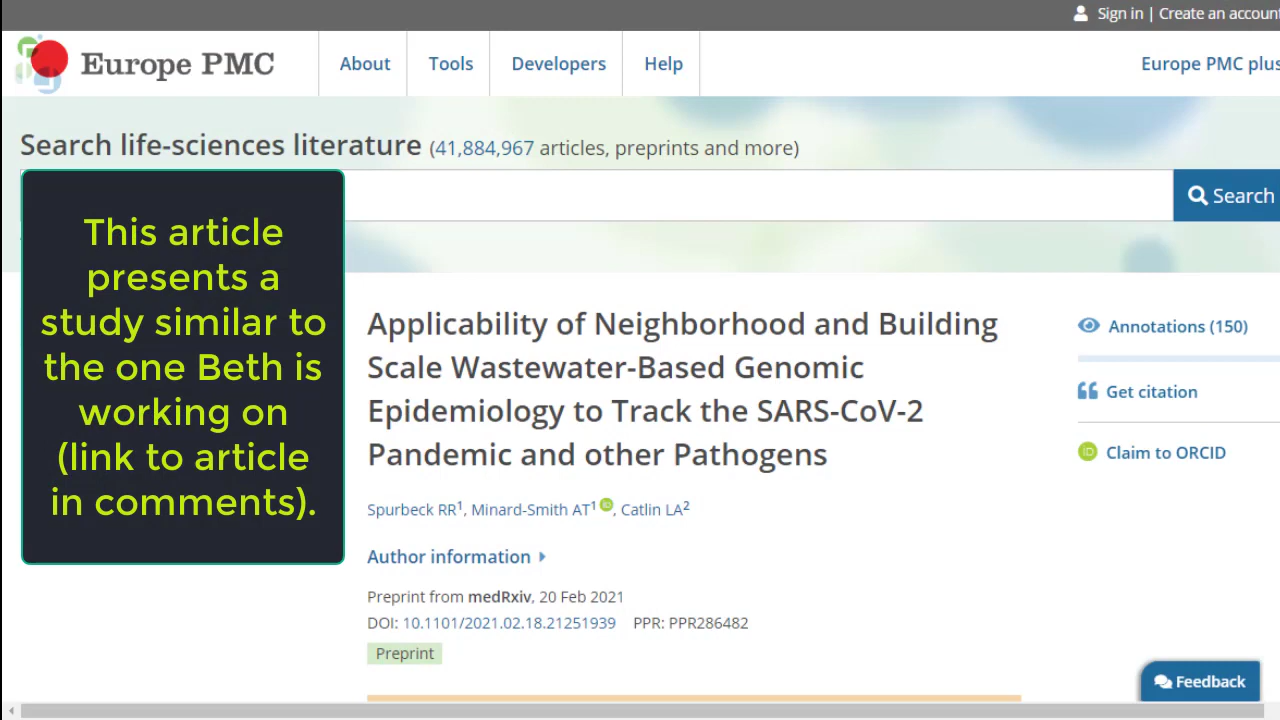 Sign in | Create an account
Europe PMC
About
Tools
Developers
Help
Europe PMC plus
Search life-sciences literature (41,884,967 articles, preprints and more)
Search
This article
presents a
study similar to
the one Beth is
working on
(link to article
in comments).
Applicability of Neighborhood and Building
Scale Wastewater-Based Genomic
Epidemiology to Track the SARS-CoV-2
Pandemic and other Pathogens
Spurbeck RR1, Minard-Smith AT1 iD, Catlin LA2
Author information
Preprint from medRxiv, 20 Feb 2021
DOI: 10.1101/2021.02.18.21251939 PPR: PPR286482
Preprint
Annotations (150)
Get citation
iD Claim to ORCID
Feedback